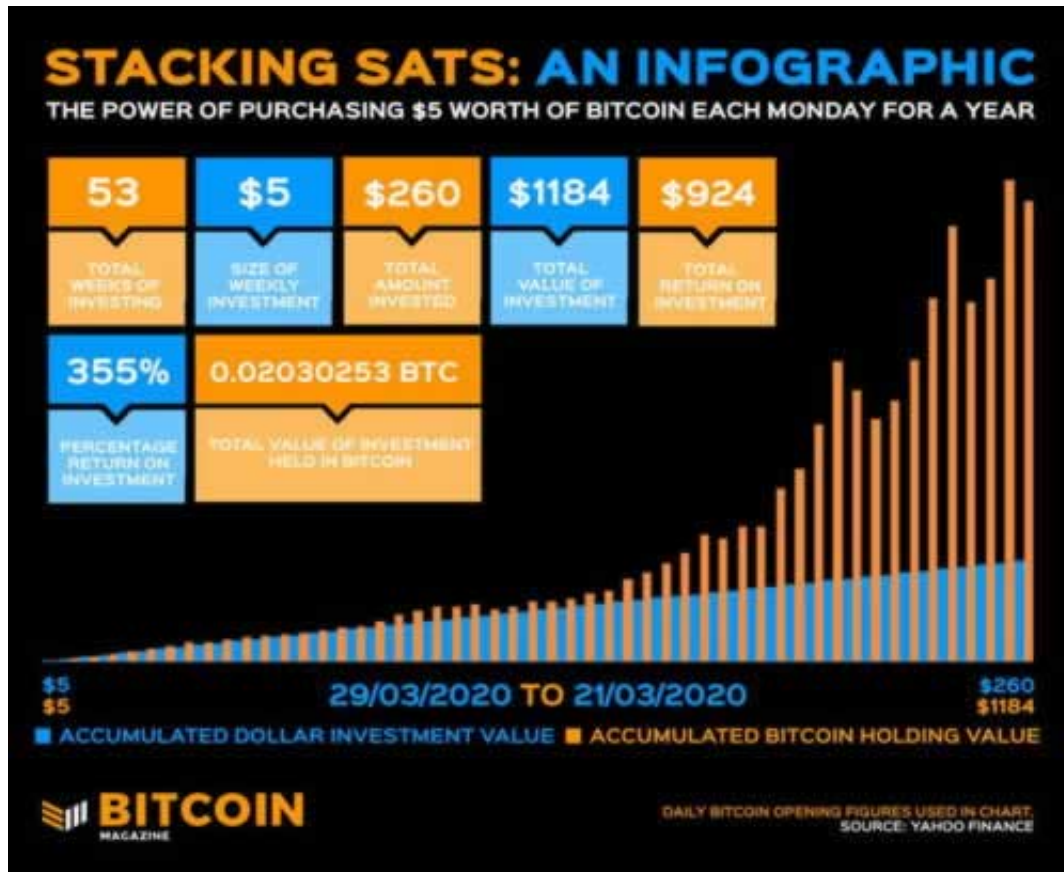 STACKING SATS: AN INFOGRAPHIC
THE POWER OF PURCHASING $5 WORTH OF BITCOIN EACH MONDAY FOR A YEAR
53
TOTAL
WEEKS OF
INVESTING
$5
SIZE OF
WEEKLY
INVESTMENT
$260
TOTAL
AMOUNT
INVESTED
$1184
TOTAL
VALUE OF
INVESTMENT
$924
TOTAL
RETURN ON
INVESTMENT
355%
PERCENTAGE
RETURN ON
INVESTMENT
0.02030253 BTC
TOTAL VALUE OF INVESTMENT
HELD IN BITCOIN
$5
$5
29/03/2020 TO 21/03/2020
$260
$1184
ACCUMULATED DOLLAR INVESTMENT VALUE
ACCUMULATED BITCOIN HOLDING VALUE
BITCOIN
MAGAZINE
DAILY BITCOIN OPENING FIGURES USED IN CHART.
SOURCE: YAHOO FINANCE